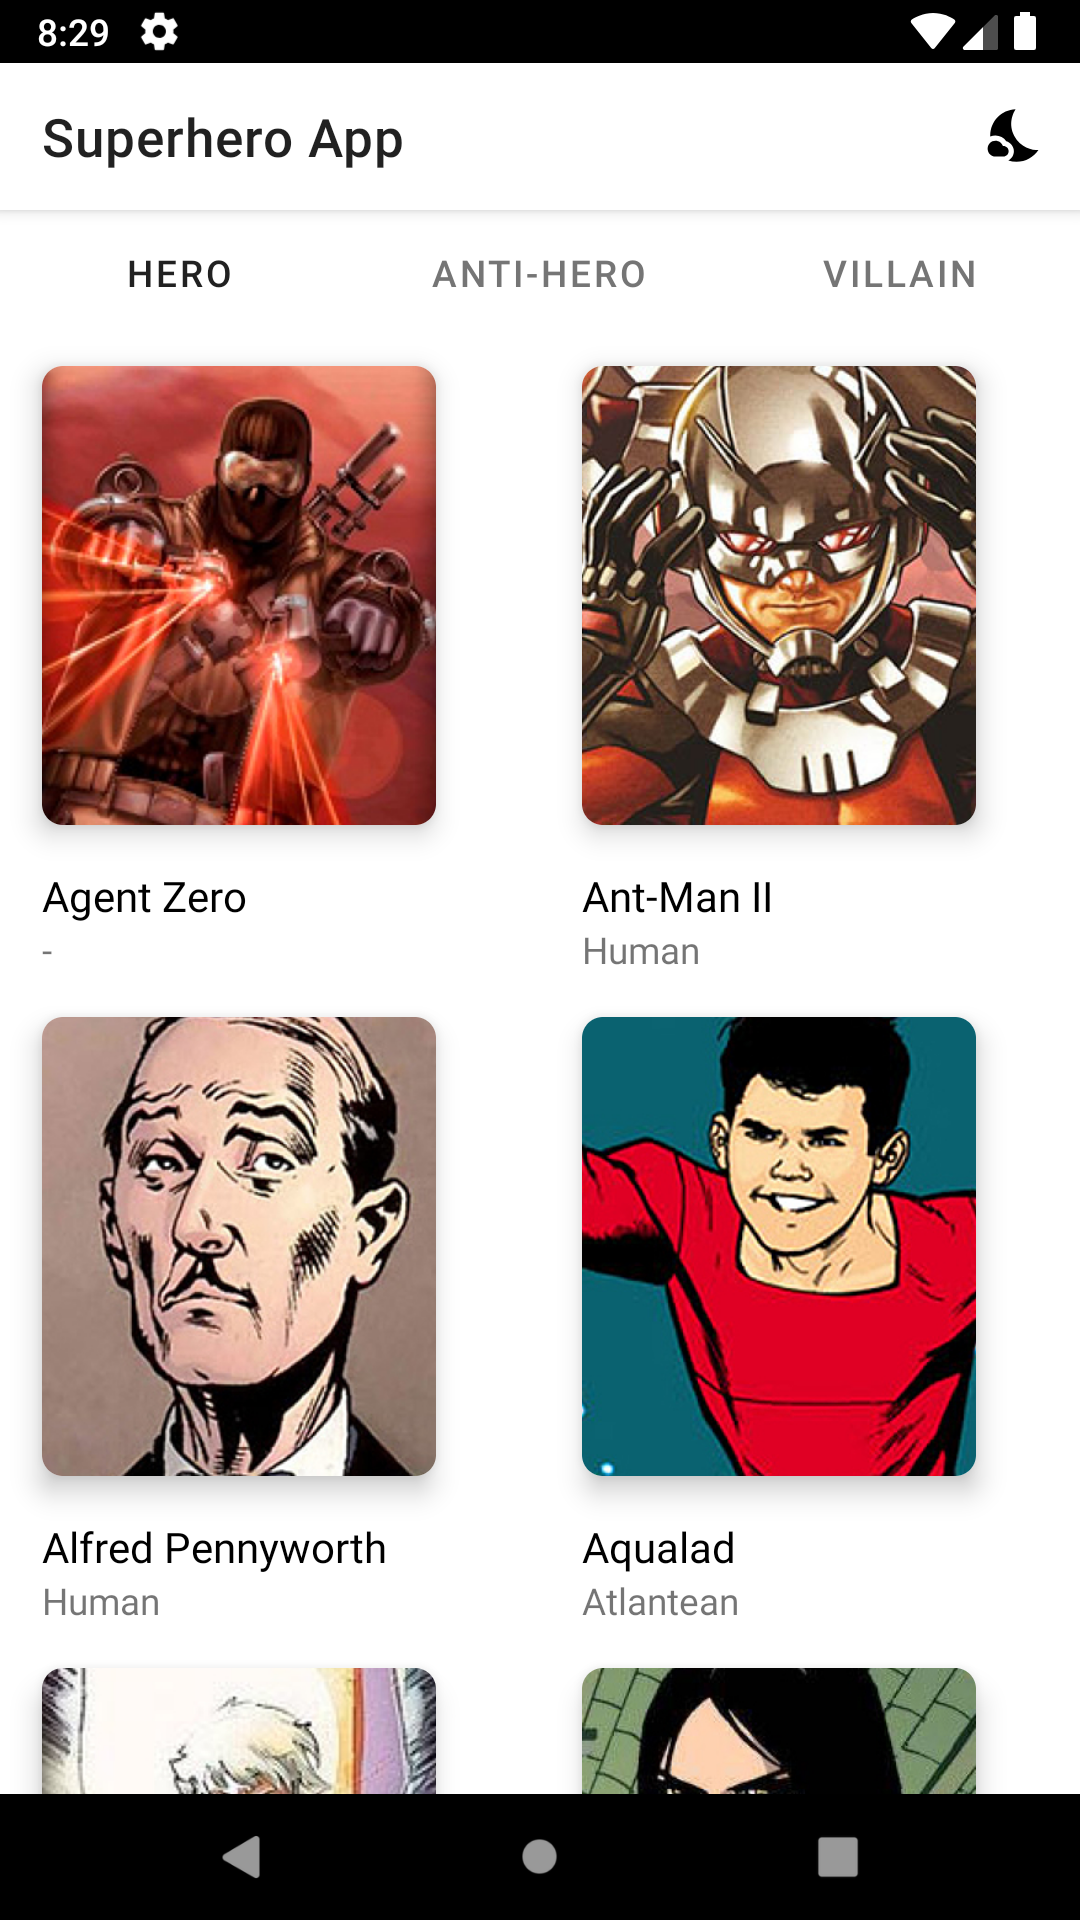 8:29
Superhero App
HERO ANTI-HERO VILLAIN
Agent Zero Ant-Man II
- Human
Alfred Pennyworth Aqualad
Human Atlantean